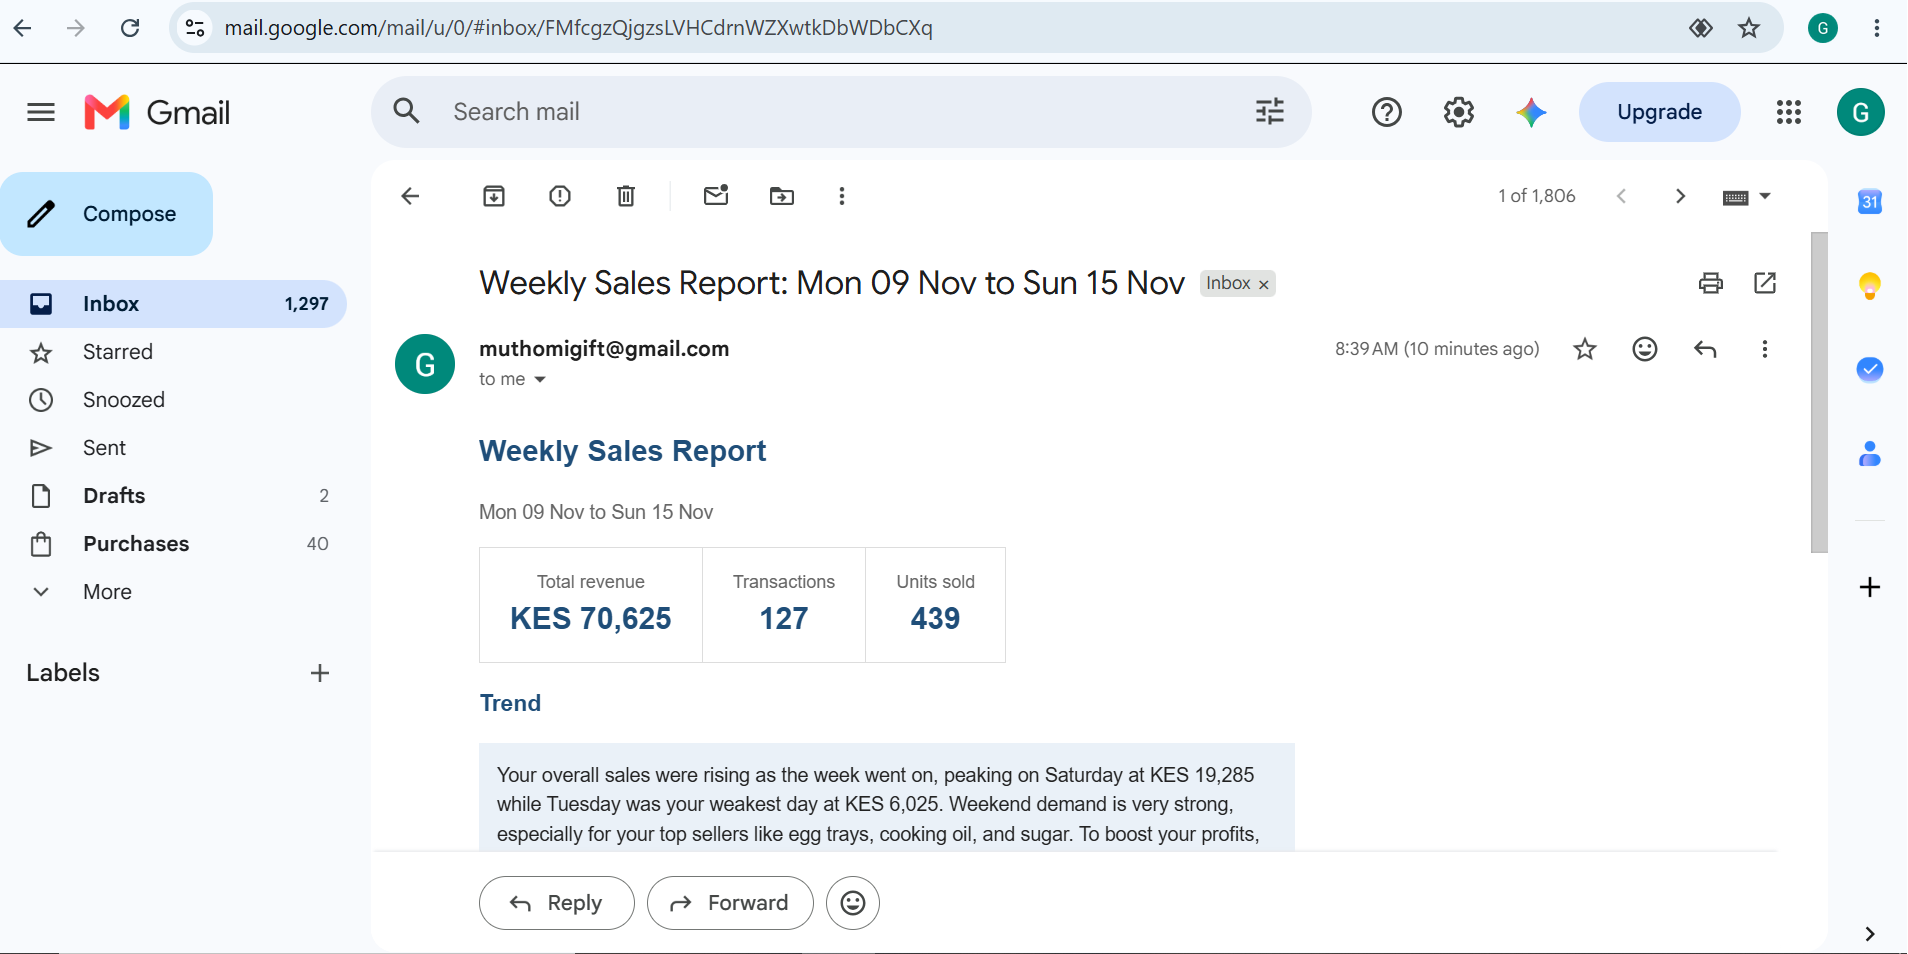 mail.google.com/mail/u/0/#inbox/FMfcgzQjgzsLVHCdrnWZXwtkDbWDbCXq
G
Gmail
Search mail
Upgrade
G
Compose
1 of 1,806
31
Inbox 1,297
Starred
Snoozed
Sent
Drafts 2
Purchases 40
More
Labels
Weekly Sales Report: Mon 09 Nov to Sun 15 Nov
Inbox ×
G
muthomigift@gmail.com
8:39 AM (10 minutes ago)
to me
Weekly Sales Report
Mon 09 Nov to Sun 15 Nov
Total revenue Transactions Units sold
KES 70,625 127 439
Trend
Your overall sales were rising as the week went on, peaking on Saturday at KES 19,285
while Tuesday was your weakest day at KES 6,025. Weekend demand is very strong,
especially for your top sellers like egg trays, cooking oil, and sugar. To boost your profits,
Reply
Forward